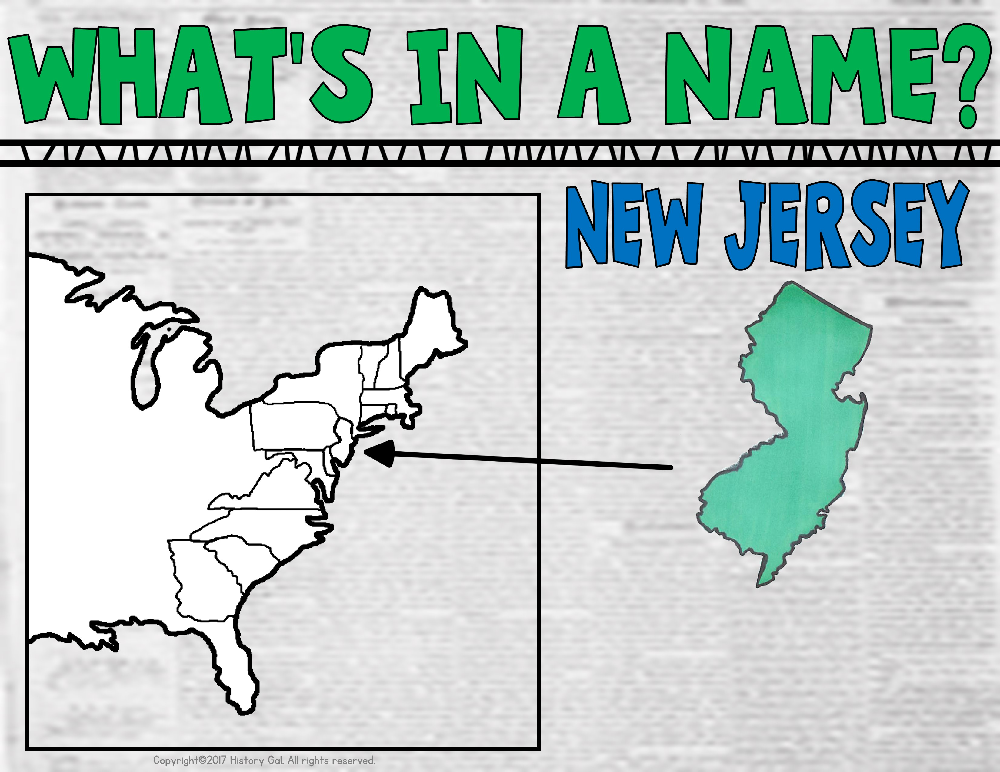 WHAT'S IN A NAME?
NEW JERSEY
Copyright©2017 History Gal. All rights reserved.